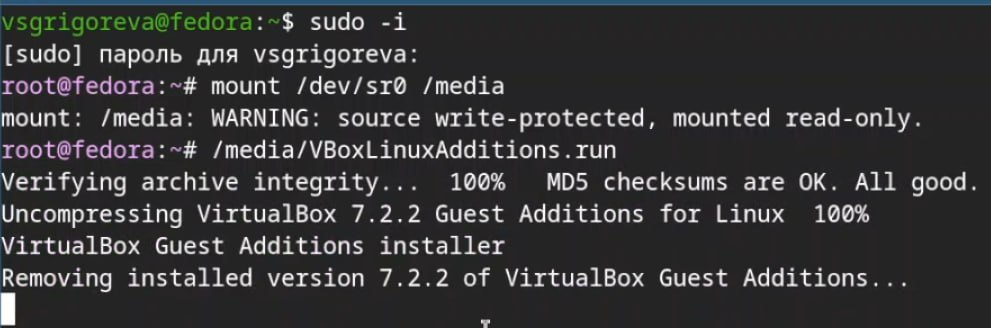 vsgrigoreva@fedora:~$ sudo -i
[sudo] пароль для vsgrigoreva:
root@fedora:~# mount /dev/sr0 /media
mount: /media: WARNING: source write-protected, mounted read-only.
root@fedora:~# /media/VBoxLinuxAdditions.run
Verifying archive integrity...  100%   MD5 checksums are OK. All good.
Uncompressing VirtualBox 7.2.2 Guest Additions for Linux  100%
VirtualBox Guest Additions installer
Removing installed version 7.2.2 of VirtualBox Guest Additions...